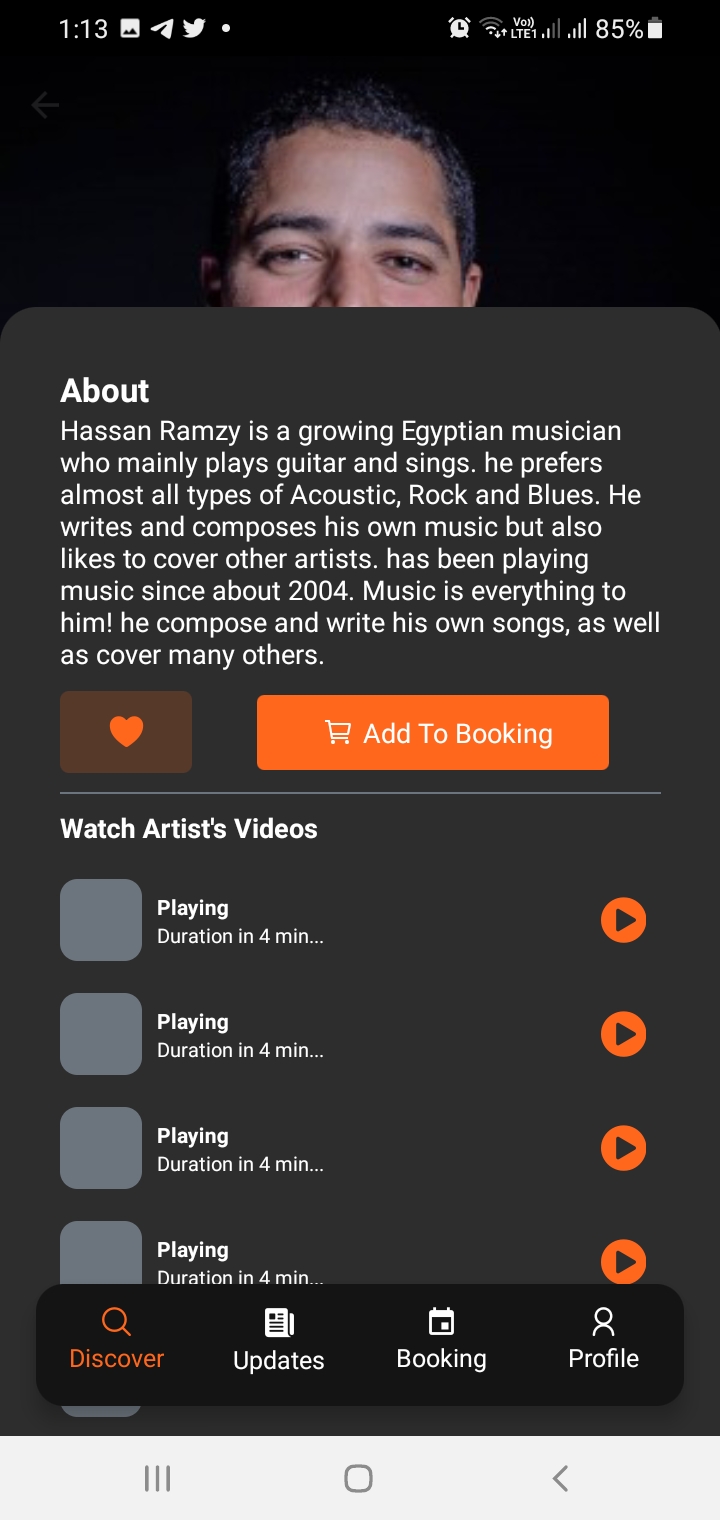 1:13
Vo)) LTE1 85%
About
Hassan Ramzy is a growing Egyptian musician
who mainly plays guitar and sings. he prefers
almost all types of Acoustic, Rock and Blues. He
writes and composes his own music but also
likes to cover other artists. has been playing
music since about 2004. Music is everything to
him! he compose and write his own songs, as well
as cover many others.
Add To Booking
Watch Artist's Videos
Playing
Duration in 4 min...
Playing
Duration in 4 min...
Playing
Duration in 4 min...
Playing
Duration in 4 min...
Discover Updates Booking Profile